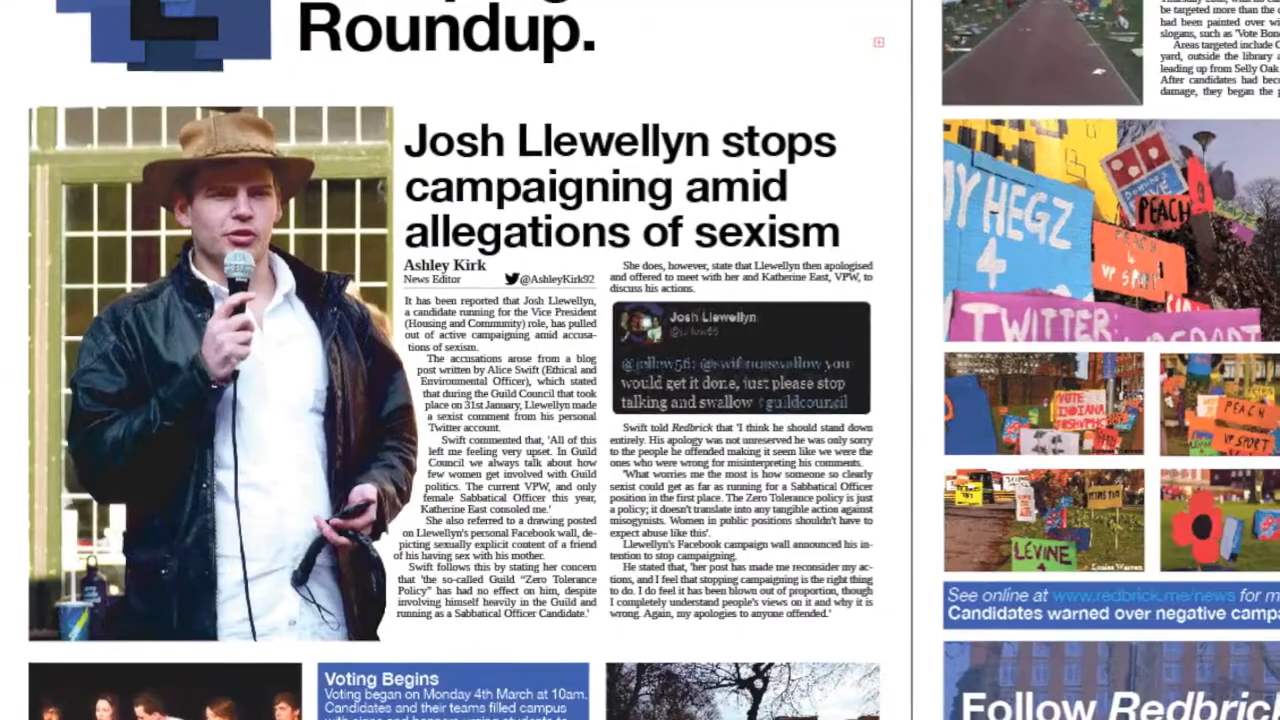 Roundup.
Josh Llewellyn stops
campaigning amid
allegations of sexism
Ashley Kirk
News Editor
@AshleyKirk92
It has been reported that Josh Llewellyn,
a candidate running for the Vice President
(Housing and Community) role, has pulled
out of active campaigning amid accusa-
tions of sexism.
The accusations arose from a blog
post written by Alice Swift (Ethical and
Environmental Officer), which stated
that during the Guild Council that took
place on 31st January, Llewellyn made
a sexist comment from his personal
Twitter account.
Swift commented that, 'All of this
left me feeling very upset. In Guild
Council we always talk about how
few women get involved with Guild
politics. The current VPW, and only
female Sabbatical Officer this year,
Katherine East consoled me.'
She also referred to a drawing posted
on Llewellyn's personal Facebook wall, de-
picting sexually explicit content of a friend
of his having sex with his mother.
Swift follows this by stating her concern
that 'the so-called Guild "Zero Tolerance
Policy" has had no effect on him, despite
involving himself heavily in the Guild and
running as a Sabbatical Officer Candidate.'
She does, however, state that Llewellyn then apologised
and offered to meet with her and Katherine East, VPW, to
discuss his actions.
Josh Llewellyn
you
would get it done, just please stop
talking and swallow guildcouncil
Swift told Redbrick that 'I think he should stand down
entirely. His apology was not unreserved he was only sorry
to the people he offended making it seem like we were the
ones who were wrong for misinterpreting his comments.
'What worries me the most is how someone so clearly
sexist could get as far as running for a Sabbatical Officer
position in the first place. The Zero Tolerance policy is just
a policy; it doesn't translate into any tangible action against
misogynists. Women in public positions shouldn't have to
expect abuse like this'.
Llewellyn's Facebook campaign wall announced his in-
tention to stop campaigning.
He stated that, 'her post has made me reconsider my ac-
tions, and I feel that stopping campaigning is the right thing
to do. I do feel it has been blown out of proportion, though
I completely understand people's views on it and why it is
wrong. Again, my apologies to anyone offended.'
Voting Begins
Voting began on Monday 4th March at 10am.
Candidates and their teams filled campus
be targeted more than the
had been painted over wi
slogans, such as 'Vote Bon
Areas targeted include C
yard, outside the library a
leading up from Selly Oak
After candidates had bec
damage, they began the p
Y HEGZ
4
PEACH
PEACH
4
VP SPORT
TWITTER:
VOTE
INDIANA
PEACH
VP SPORT
LEVINE
See online at www.redbrick.me/news for m
Candidates warned over negative campa
Follow Redbric